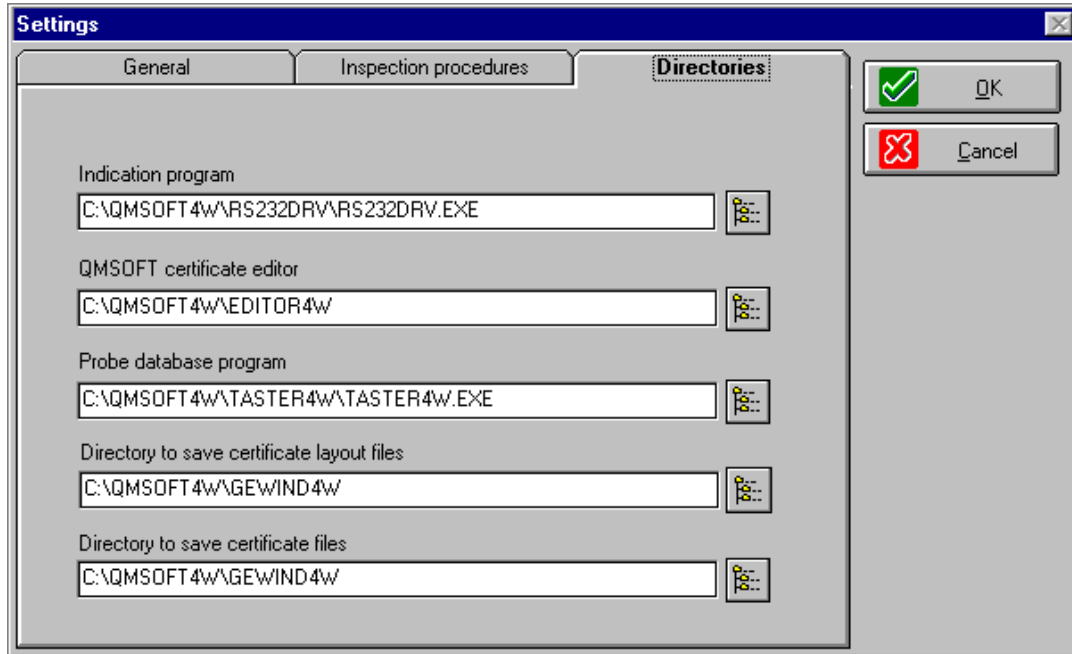 Settings
General
Inspection procedures
Directories
OK
Cancel
Indication program
C:\QMSOFT4W\RS232DRV\RS232DRV.EXE
QMSOFT certificate editor
C:\QMSOFT4W\EDITOR4W
Probe database program
C:\QMSOFT4W\TASTER4W\TASTER4W.EXE
Directory to save certificate layout files
C:\QMSOFT4W\GEWIND4W
Directory to save certificate files
C:\QMSOFT4W\GEWIND4W